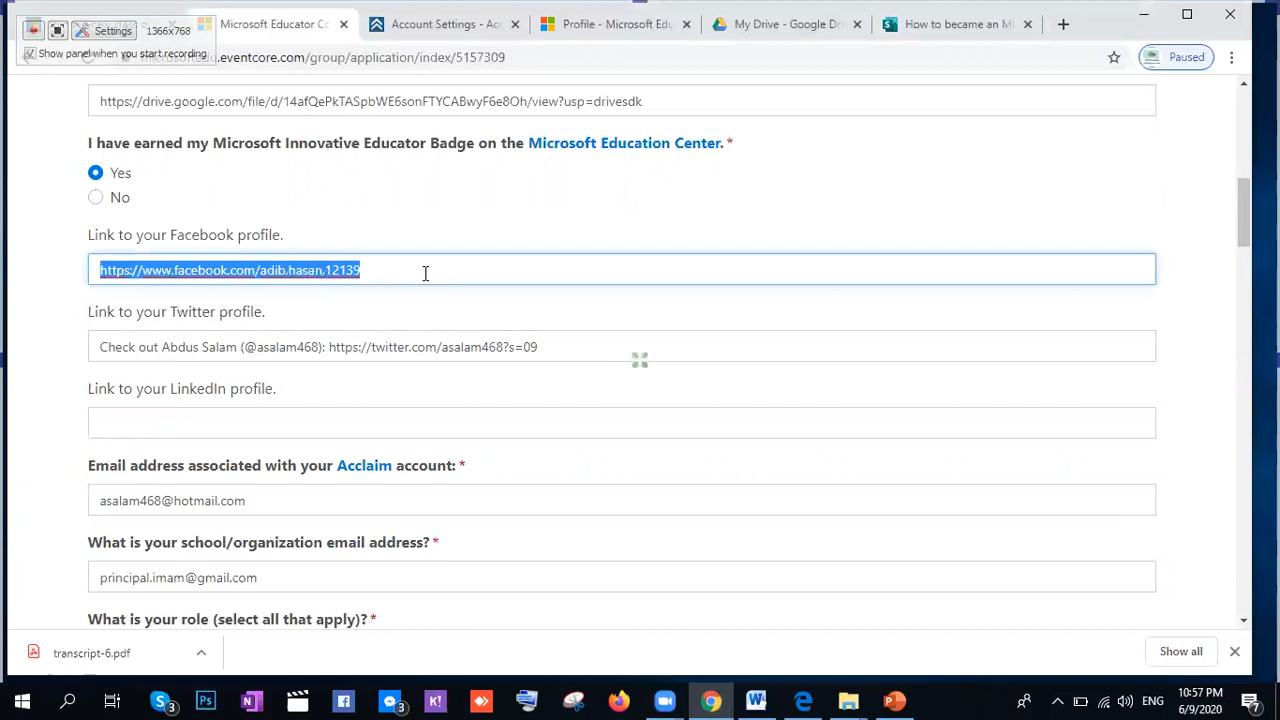 Settings
1366x768
Show panel when you start recording
Microsoft Educator Ce
Account Settings - Acc
Profile - Microsoft Edu
My Drive - Google Dri
How to became an MI
eventcore.com/group/application/index/5157309
Paused
https://drive.google.com/file/d/14afQePkTASpbWE6sonFTYCABwyF6e8Oh/view?usp=drivesdk
I have earned my Microsoft Innovative Educator Badge on the Microsoft Education Center. *
Yes
No
Link to your Facebook profile.
https://www.facebook.com/adib.hasan.12139
Link to your Twitter profile.
Check out Abdus Salam (@asalam468): https://twitter.com/asalam468?s=09
Link to your LinkedIn profile.
Email address associated with your Acclaim account: *
asalam468@hotmail.com
What is your school/organization email address? *
principal.imam@gmail.com
What is your role (select all that apply)? *
transcript-6.pdf
Show all
ENG
10:57 PM
6/9/2020